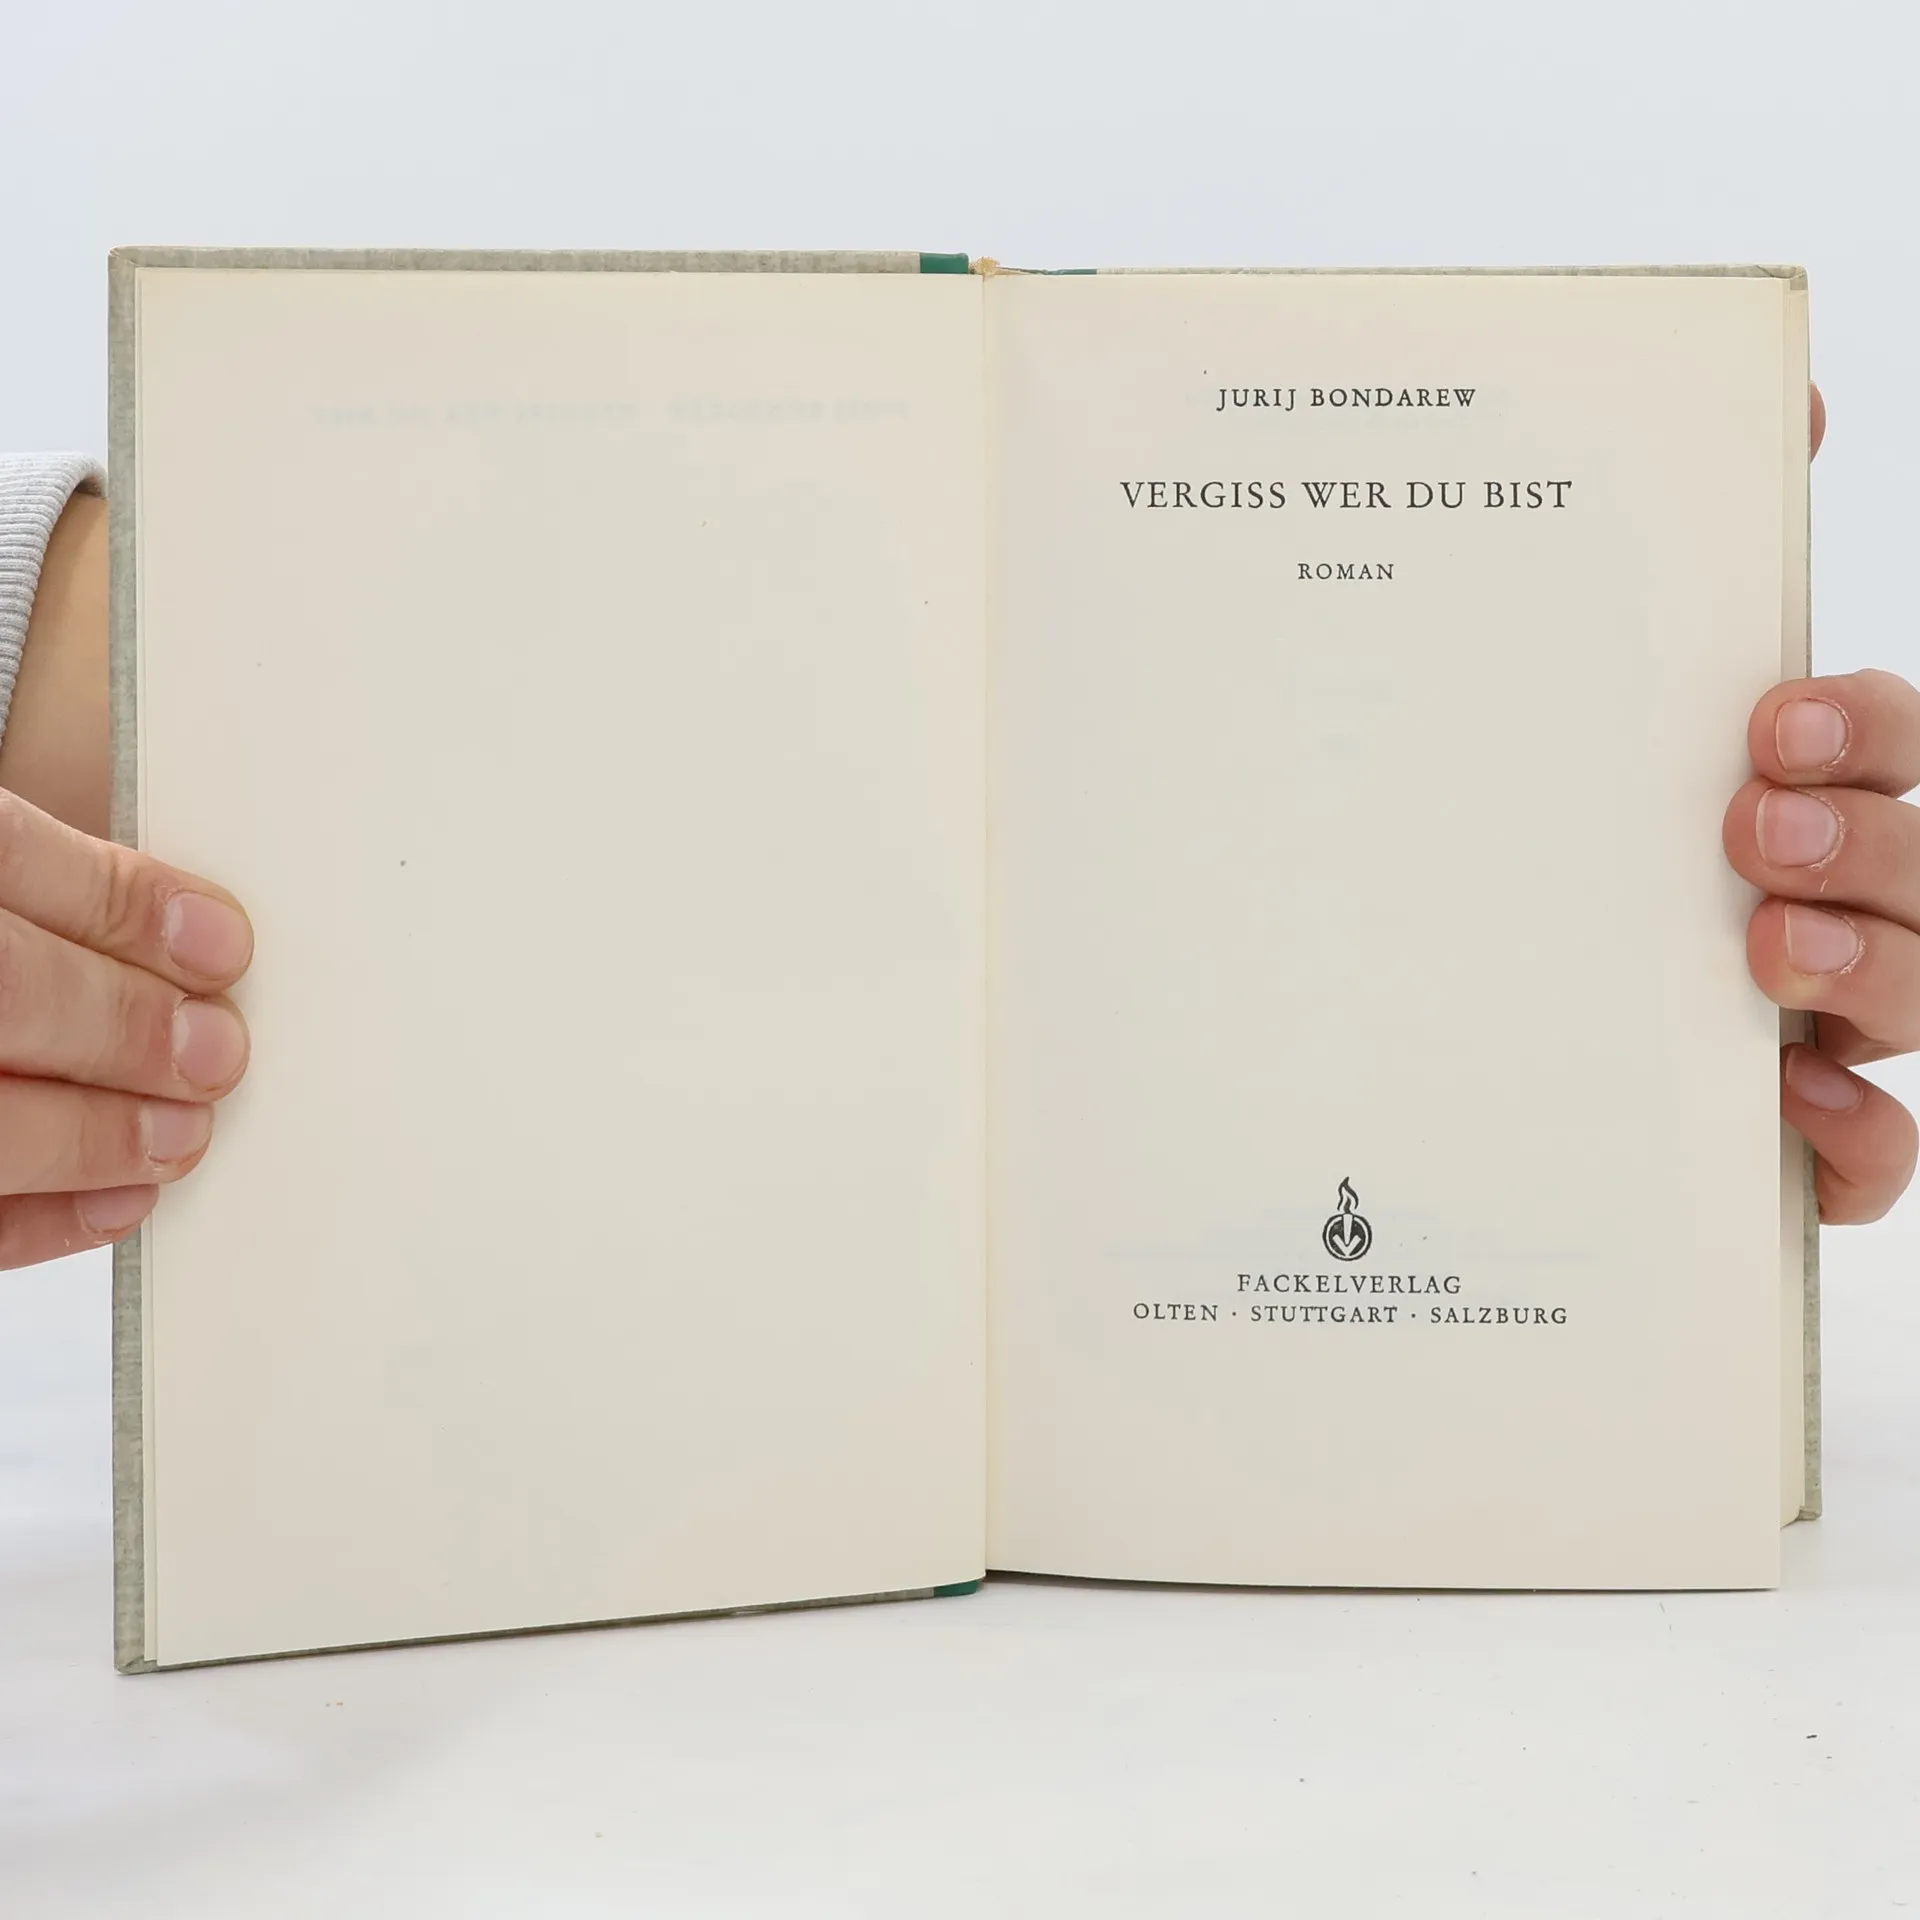 JURIJ BONDAREW
VERGISS WER DU BIST
ROMAN
FACKELVERLAG
OLTEN · STUTTGART · SALZBURG